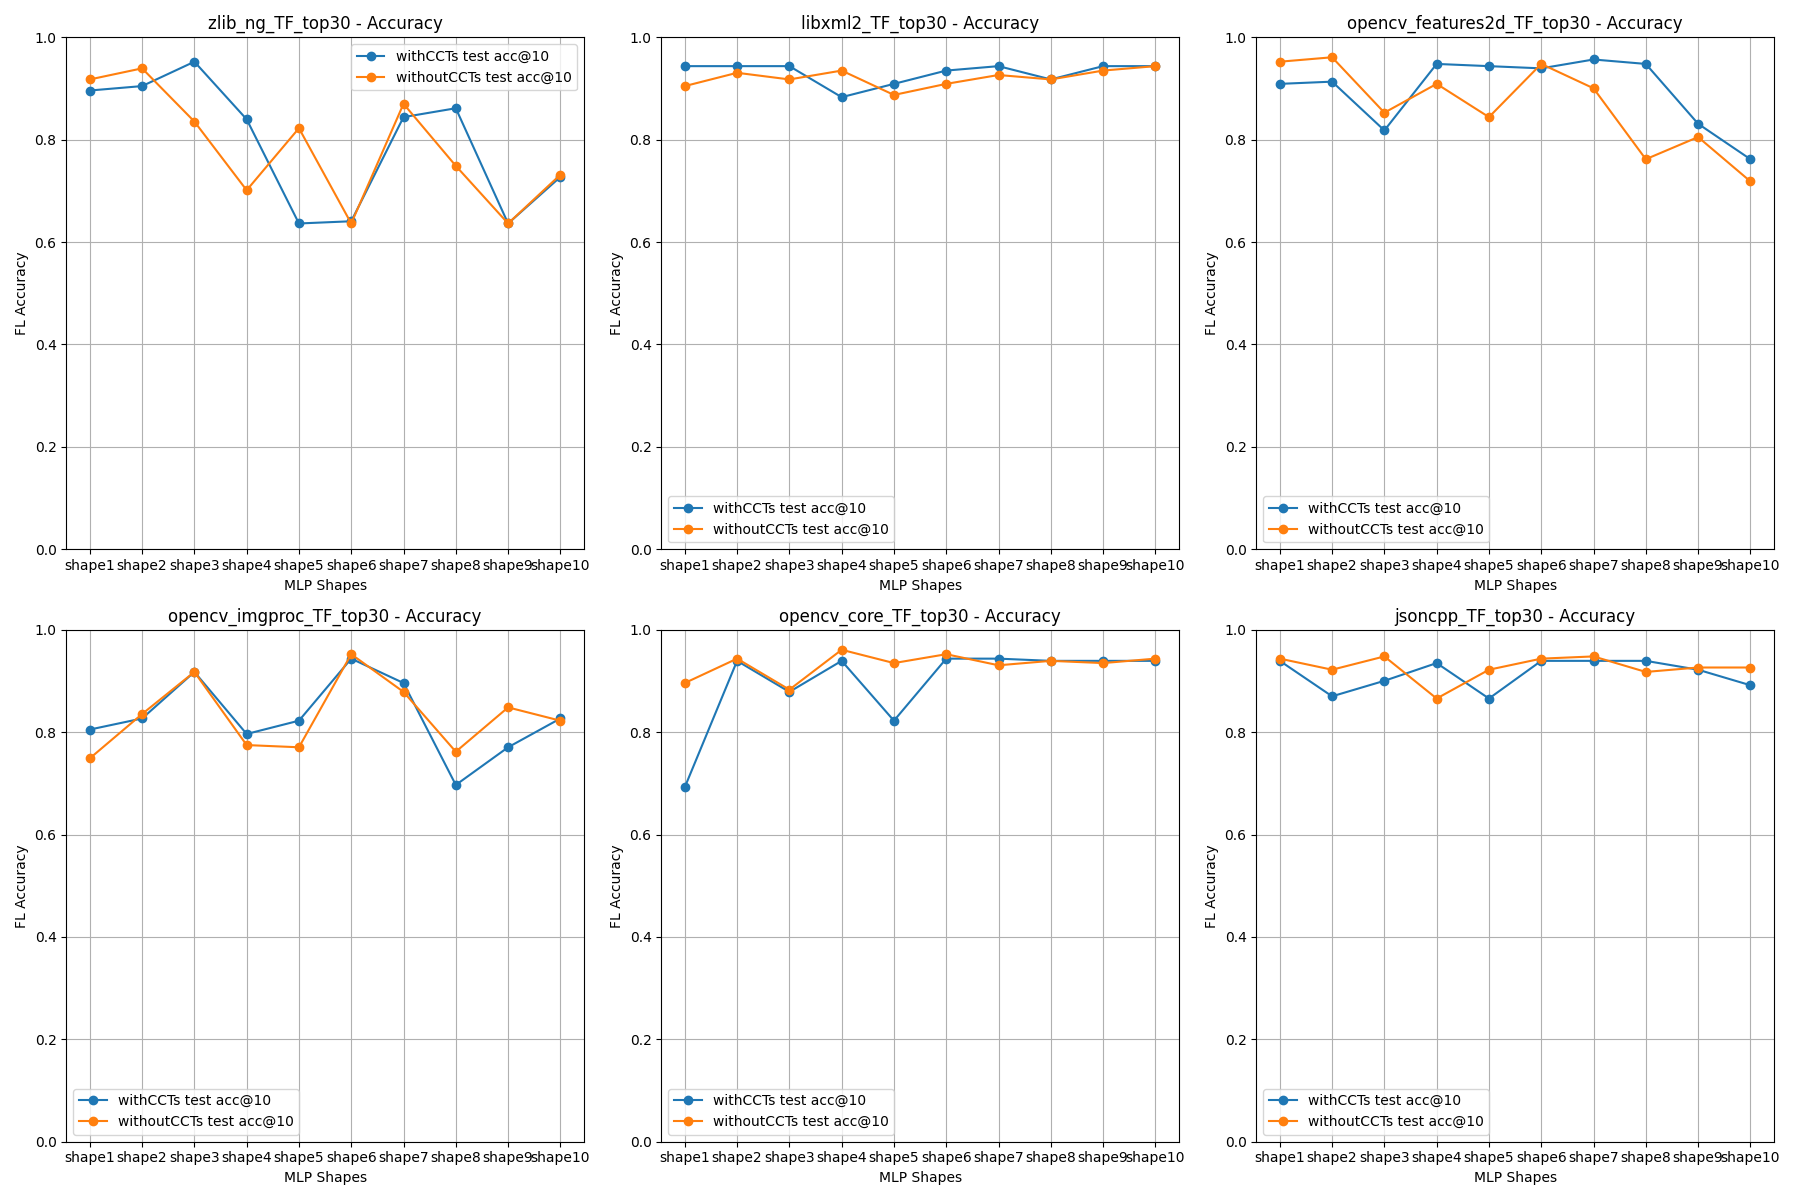 zlib_ng_TF_top30 - Accuracy
withCCTs test acc@10
withoutCCTs test acc@10
FL Accuracy
1.0
0.8
0.6
0.4
0.2
0.0
shape1 shape2 shape3 shape4 shape5 shape6 shape7 shape8 shape9 shape10
MLP Shapes
libxml2_TF_top30 - Accuracy
FL Accuracy
1.0
0.8
0.6
0.4
0.2
0.0
withCCTs test acc@10
withoutCCTs test acc@10
shape1 shape2 shape3 shape4 shape5 shape6 shape7 shape8 shape9 shape10
MLP Shapes
opencv_features2d_TF_top30 - Accuracy
FL Accuracy
1.0
0.8
0.6
0.4
0.2
0.0
withCCTs test acc@10
withoutCCTs test acc@10
shape1 shape2 shape3 shape4 shape5 shape6 shape7 shape8 shape9 shape10
MLP Shapes
opencv_imgproc_TF_top30 - Accuracy
FL Accuracy
1.0
0.8
0.6
0.4
0.2
0.0
withCCTs test acc@10
withoutCCTs test acc@10
shape1 shape2 shape3 shape4 shape5 shape6 shape7 shape8 shape9 shape10
MLP Shapes
opencv_core_TF_top30 - Accuracy
FL Accuracy
1.0
0.8
0.6
0.4
0.2
0.0
withCCTs test acc@10
withoutCCTs test acc@10
shape1 shape2 shape3 shape4 shape5 shape6 shape7 shape8 shape9 shape10
MLP Shapes
jsoncpp_TF_top30 - Accuracy
FL Accuracy
1.0
0.8
0.6
0.4
0.2
0.0
withCCTs test acc@10
withoutCCTs test acc@10
shape1 shape2 shape3 shape4 shape5 shape6 shape7 shape8 shape9 shape10
MLP Shapes